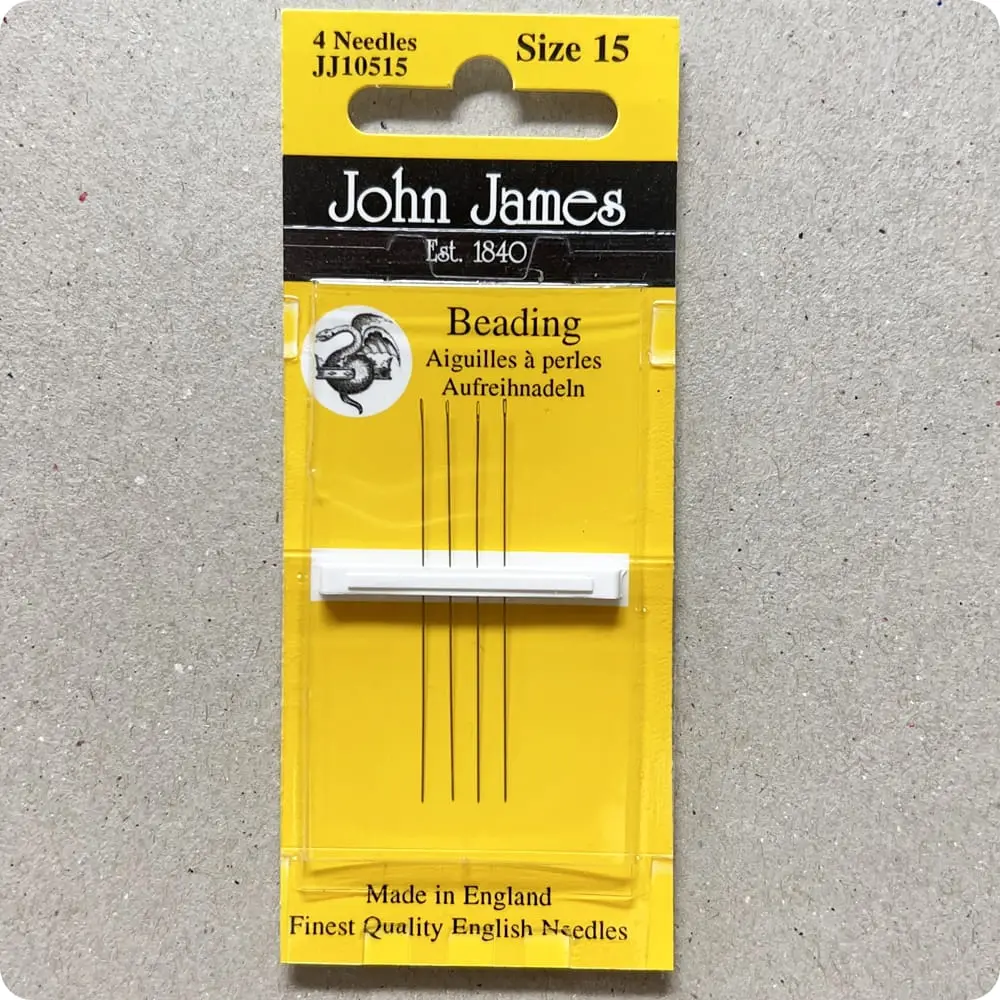 4 Needles
JJ10515
Size 15
John James
Est. 1840
Beading
Aiguilles à perles
Aufreihnadeln
Made in England
Finest Quality English Needles